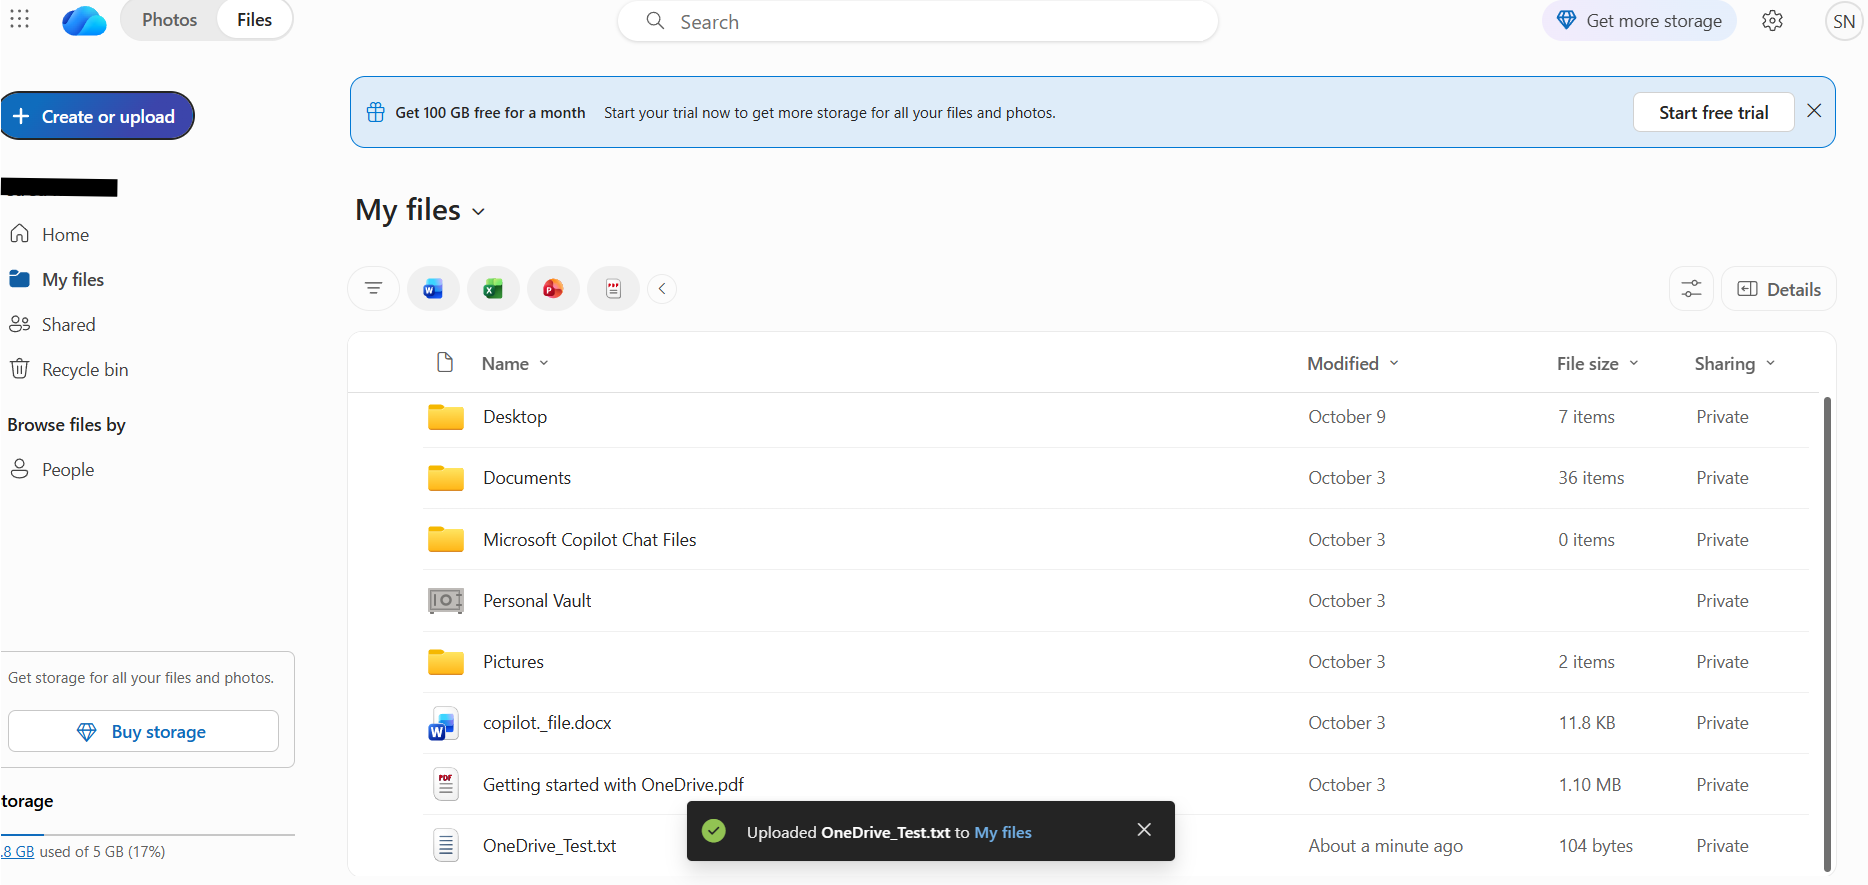 Photos Files
Search
Get more storage
SN
Create or upload
Get 100 GB free for a month Start your trial now to get more storage for all your files and photos.
Start free trial
My files
Home
My files
Shared
Recycle bin
Browse files by
People
Get storage for all your files and photos.
Buy storage
torage
.8 GB used of 5 GB (17%)
PDF
Details
Name Modified File size Sharing
Desktop October 9 7 items Private
Documents October 3 36 items Private
Microsoft Copilot Chat Files October 3 0 items Private
Personal Vault October 3 Private
Pictures October 3 2 items Private
W copilot._file.docx October 3 11.8 KB Private
PDF Getting started with OneDrive.pdf October 3 1.10 MB Private
OneDrive_Test.txt About a minute ago 104 bytes Private
Uploaded OneDrive_Test.txt to My files